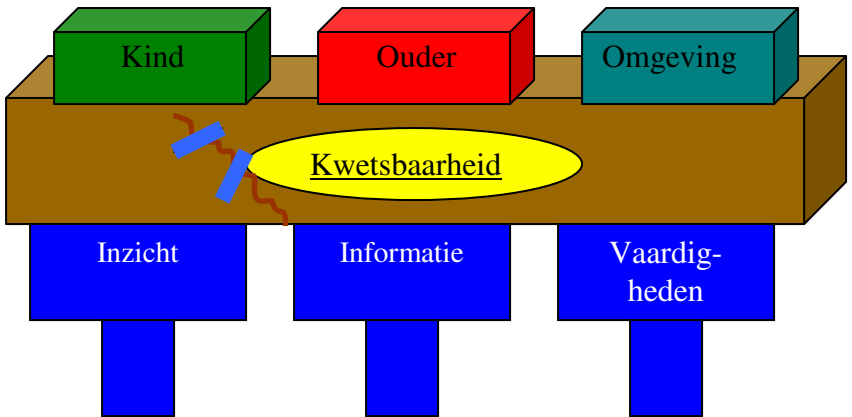 Kind
Ouder
Omgeving
Kwetsbaarheid
Inzicht
Informatie
Vaardig-
heden